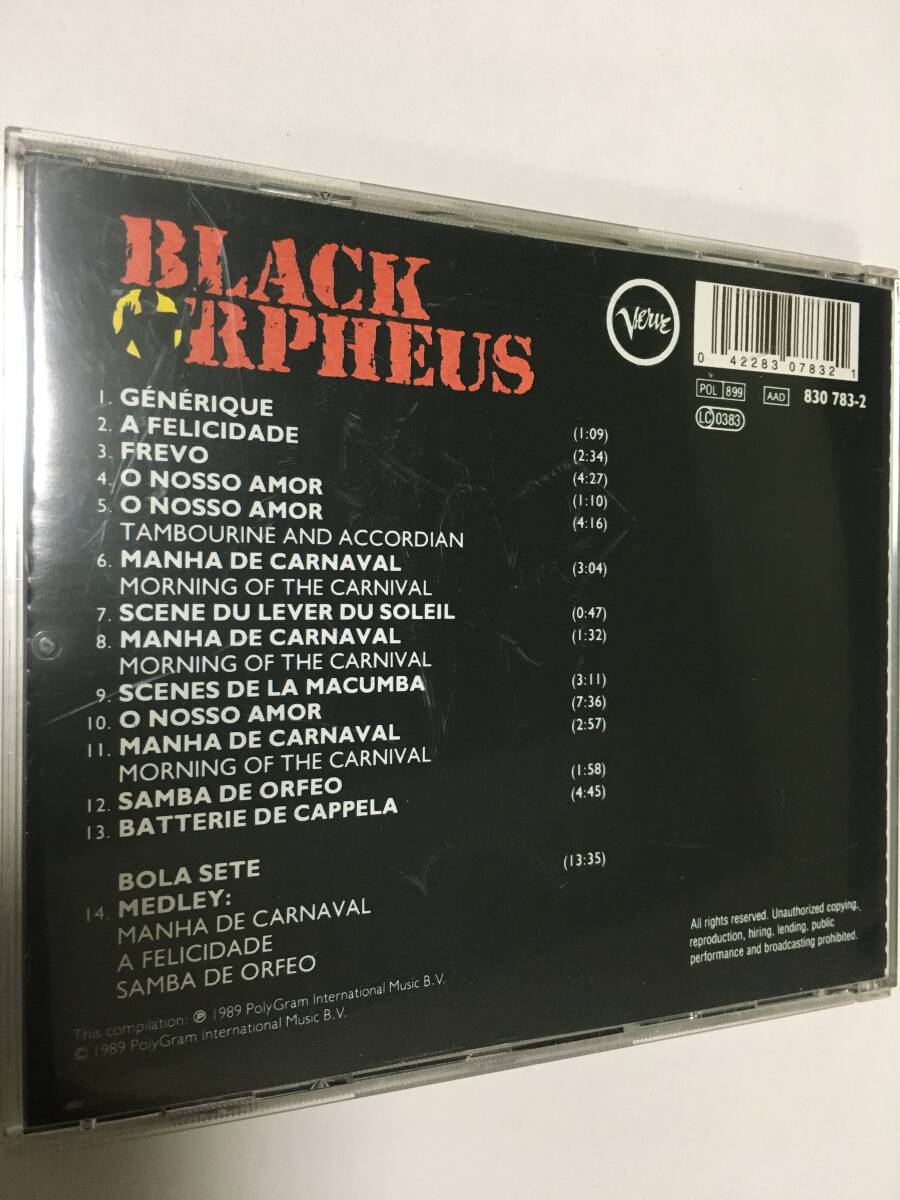 BLACK
ORPHEUS
Verve
0 42283 07832 1
POL 899 AAD 830 783-2
LC 0383
1. GÉNÉRIQUE (1:09)
2. A FELICIDADE (2:34)
3. FREVO (4:27)
4. O NOSSO AMOR (1:10)
5. O NOSSO AMOR (4:16)
TAMBOURINE AND ACCORDIAN
6. MANHA DE CARNAVAL (3:04)
MORNING OF THE CARNIVAL
7. SCENE DU LEVER DU SOLEIL (0:47)
8. MANHA DE CARNAVAL (1:32)
MORNING OF THE CARNIVAL
9. SCENES DE LA MACUMBA (3:11)
10. O NOSSO AMOR (7:36)
11. MANHA DE CARNAVAL (2:57)
MORNING OF THE CARNIVAL
12. SAMBA DE ORFEO (1:58)
13. BATTERIE DE CAPPELA (4:45)
BOLA SETE
14. MEDLEY: (13:35)
MANHA DE CARNAVAL
A FELICIDADE
SAMBA DE ORFEO
All rights reserved. Unauthorized copying,
reproduction, hiring, lending, public
performance and broadcasting prohibited.
This compilation: ℗ 1989 PolyGram International Music B.V.
© 1989 PolyGram International Music B.V.